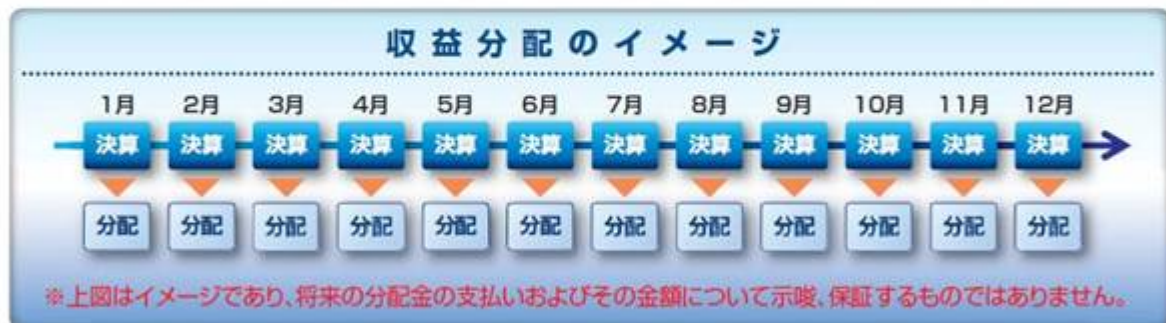 収益分配のイメージ
1月 2月 3月 4月 5月 6月 7月 8月 9月 10月 11月 12月
決算 決算 決算 決算 決算 決算 決算 決算 決算 決算 決算 決算
分配 分配 分配 分配 分配 分配 分配 分配 分配 分配 分配 分配
※上図はイメージであり、将来の分配金の支払いおよびその金額について示唆、保証するものではありません。